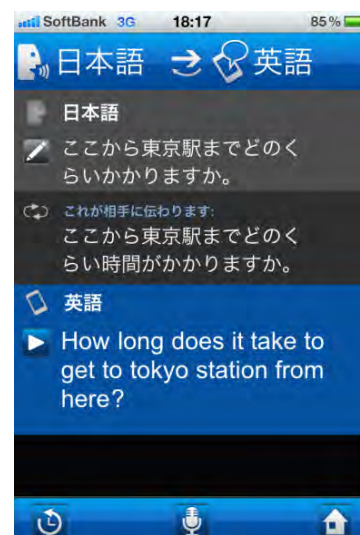 SoftBank 3G 18:17 85%
日本語 英語
日本語
ここから東京駅までどのく
らいかかりますか。
これが相手に伝わります:
ここから東京駅までどのく
らい時間がかかりますか。
英語
How long does it take to
get to tokyo station from
here?